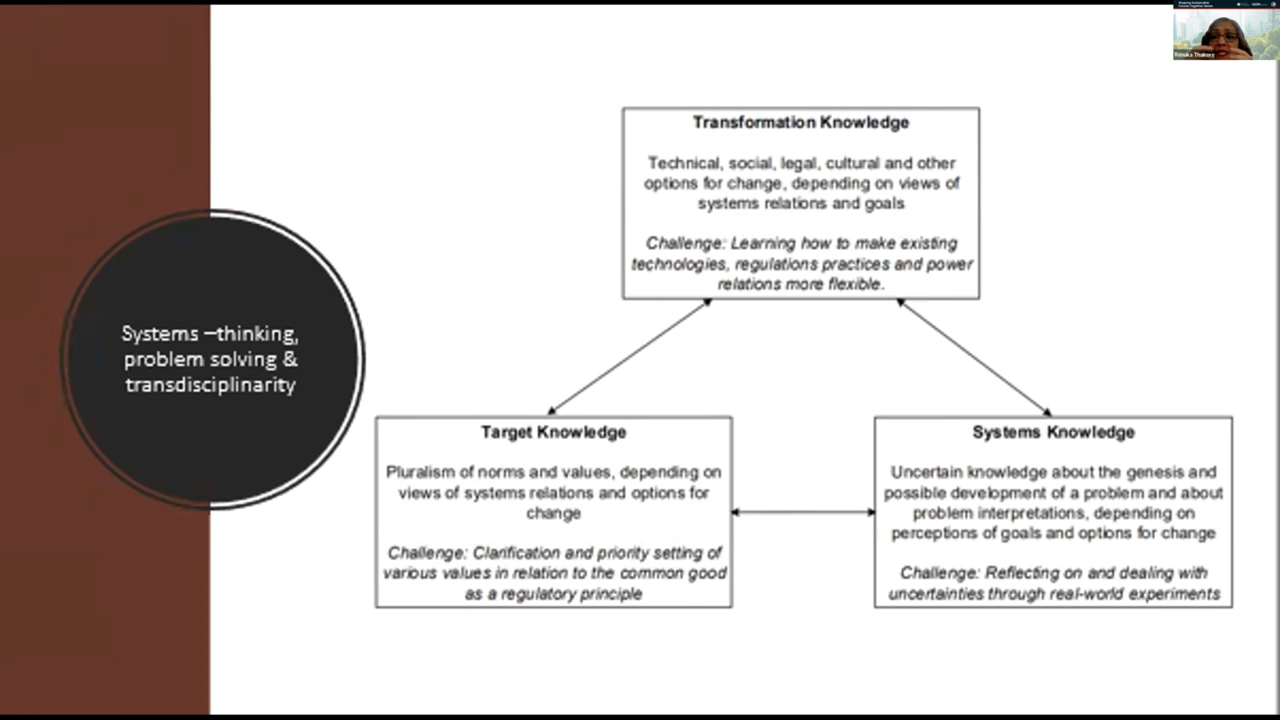 Systems –thinking,
problem solving &
transdisciplinarity
Transformation Knowledge
Technical, social, legal, cultural and other
options for change, depending on views of
systems relations and goals
Challenge: Learning how to make existing
technologies, regulations practices and power
relations more flexible.
Target Knowledge
Pluralism of norms and values, depending on
views of systems relations and options for
change
Challenge: Clarification and priority setting of
various values in relation to the common good
as a regulatory principle
Systems Knowledge
Uncertain knowledge about the genesis and
possible development of a problem and about
problem interpretations, depending on
perceptions of goals and options for change
Challenge: Reflecting on and dealing with
uncertainties through real-world experiments
Renuka Thakore